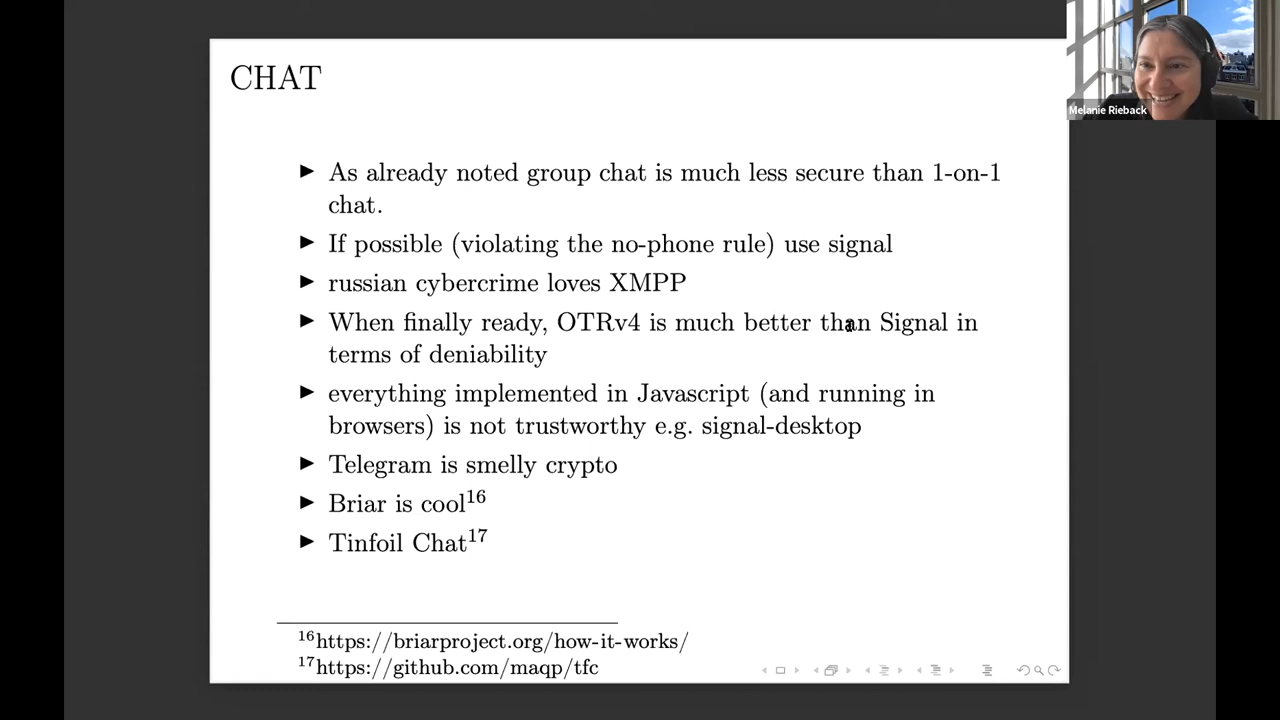 CHAT
Melanie Rieback
▶ As already noted group chat is much less secure than 1-on-1
chat.
▶ If possible (violating the no-phone rule) use signal
▶ russian cybercrime loves XMPP
▶ When finally ready, OTRv4 is much better than Signal in
terms of deniability
▶ everything implemented in Javascript (and running in
browsers) is not trustworthy e.g. signal-desktop
▶ Telegram is smelly crypto
▶ Briar is cool16
▶ Tinfoil Chat17
16https://briarproject.org/how-it-works/
17https://github.com/maqp/tfc